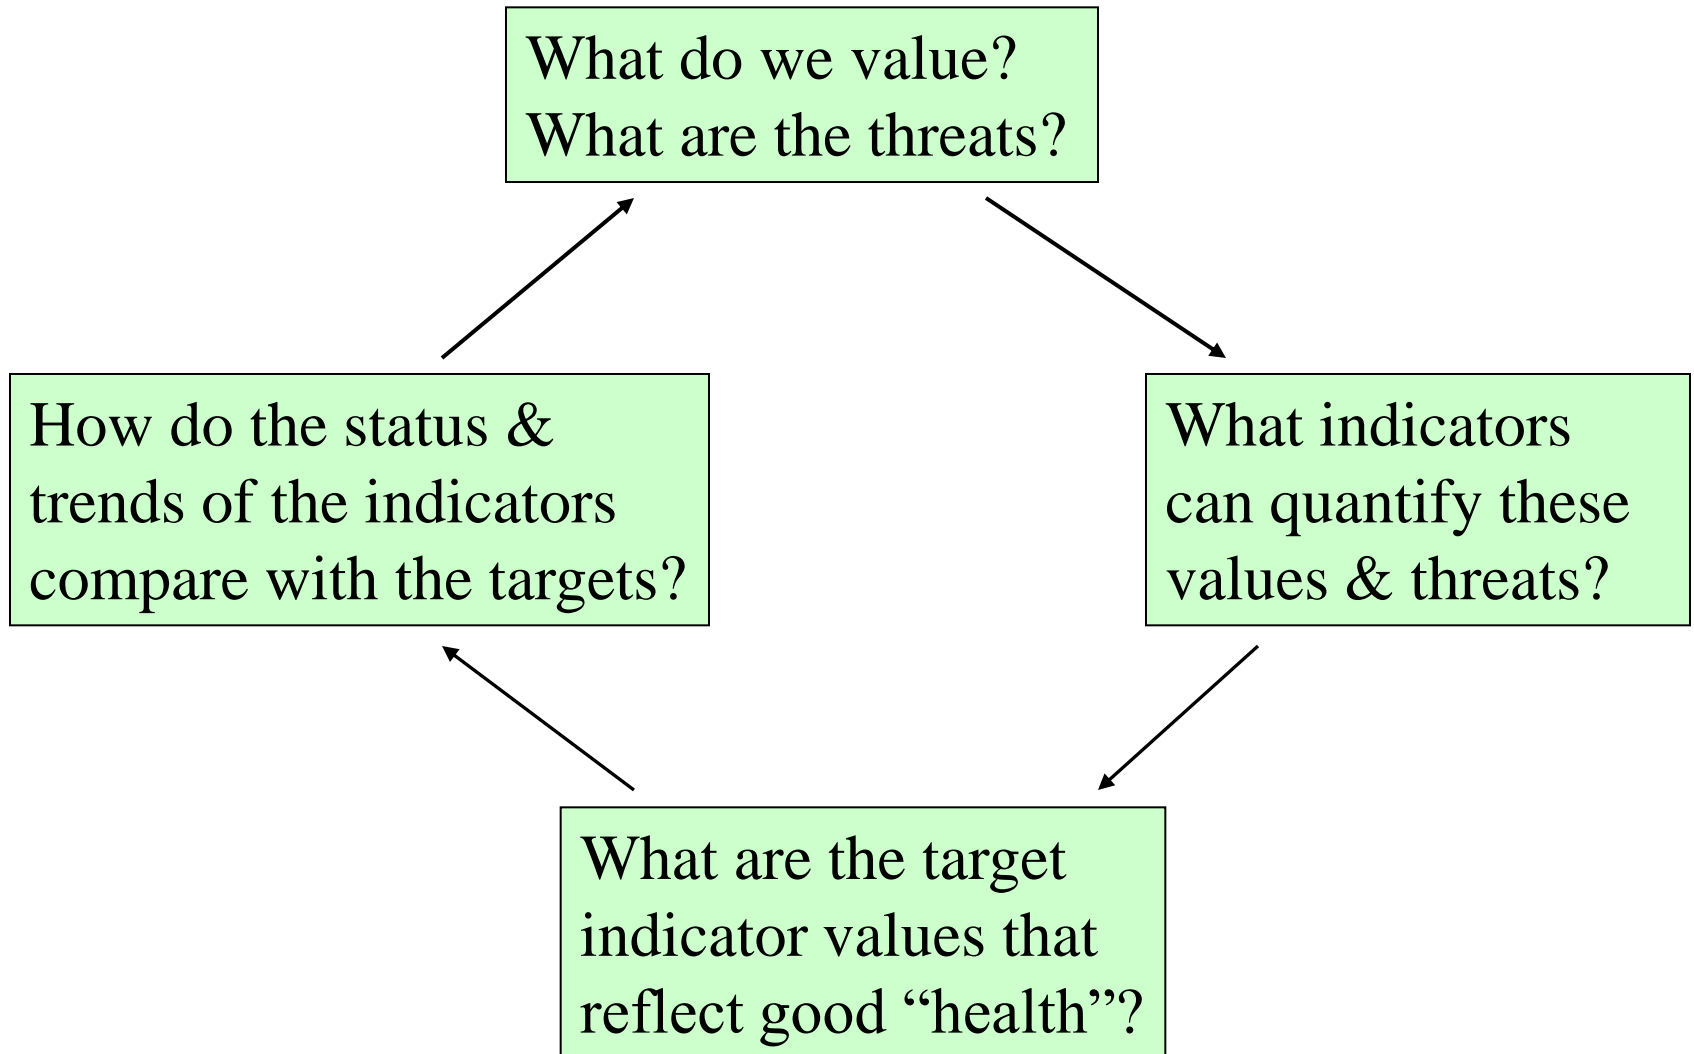 What do we value?
What are the threats?
How do the status &
trends of the indicators
compare with the targets?
What indicators
can quantify these
values & threats?
What are the target
indicator values that
reflect good “health”?